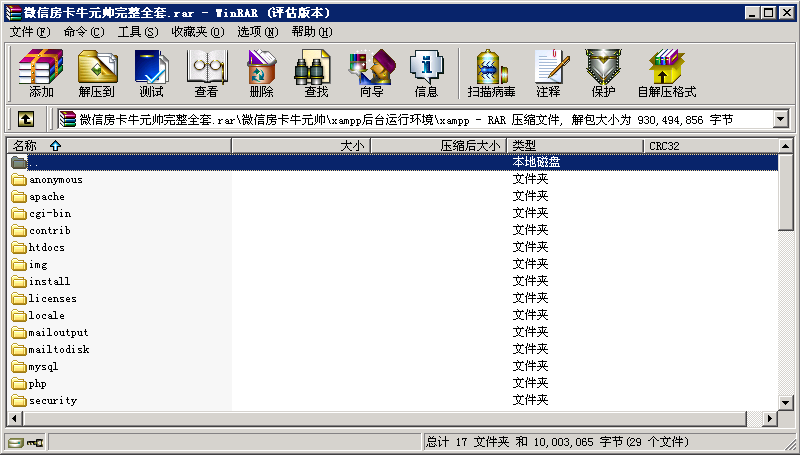 微信房卡牛元帅完整全套.rar - WinRAR (评估版本)
文件(F) 命令(C) 工具(S) 收藏夹(O) 选项(N) 帮助(H)
添加 解压到 测试 查看 删除 查找 向导 信息 扫描病毒 注释 保护 自解压格式
微信房卡牛元帅完整全套.rar\微信房卡牛元帅\xampp后台运行环境\xampp - RAR 压缩文件, 解包大小为 930,494,856 字节
名称 大小 压缩后大小 类型 CRC32
.. 本地磁盘
anonymous 文件夹
apache 文件夹
cgi-bin 文件夹
contrib 文件夹
htdocs 文件夹
img 文件夹
install 文件夹
licenses 文件夹
locale 文件夹
mailoutput 文件夹
mailtodisk 文件夹
mysql 文件夹
php 文件夹
security 文件夹
总计 17 文件夹 和 10,003,065 字节(29 个文件)